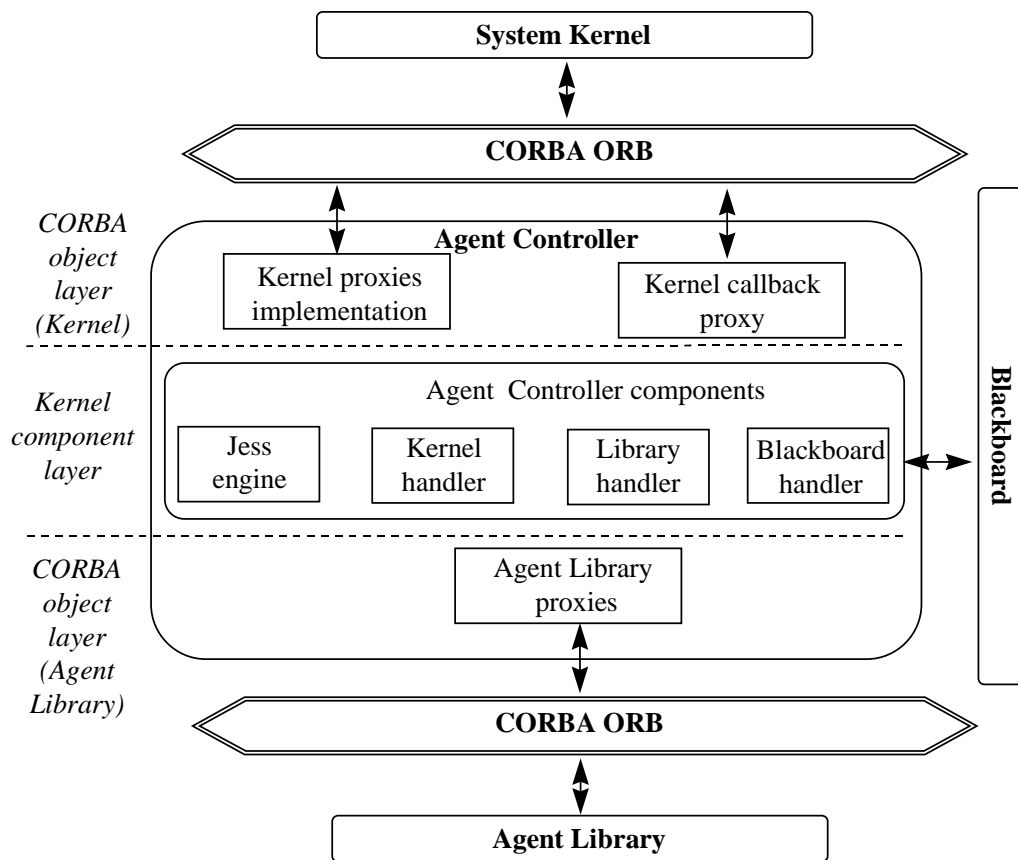 System Kernel
CORBA ORB
CORBA
object
layer
(Kernel)
Agent Controller
Kernel proxies
implementation
Kernel callback
proxy
Kernel
component
layer
Agent Controller components
Jess
engine
Kernel
handler
Library
handler
Blackboard
handler
Blackboard
CORBA
object
layer
(Agent
Library)
Agent Library
proxies
CORBA ORB
Agent Library